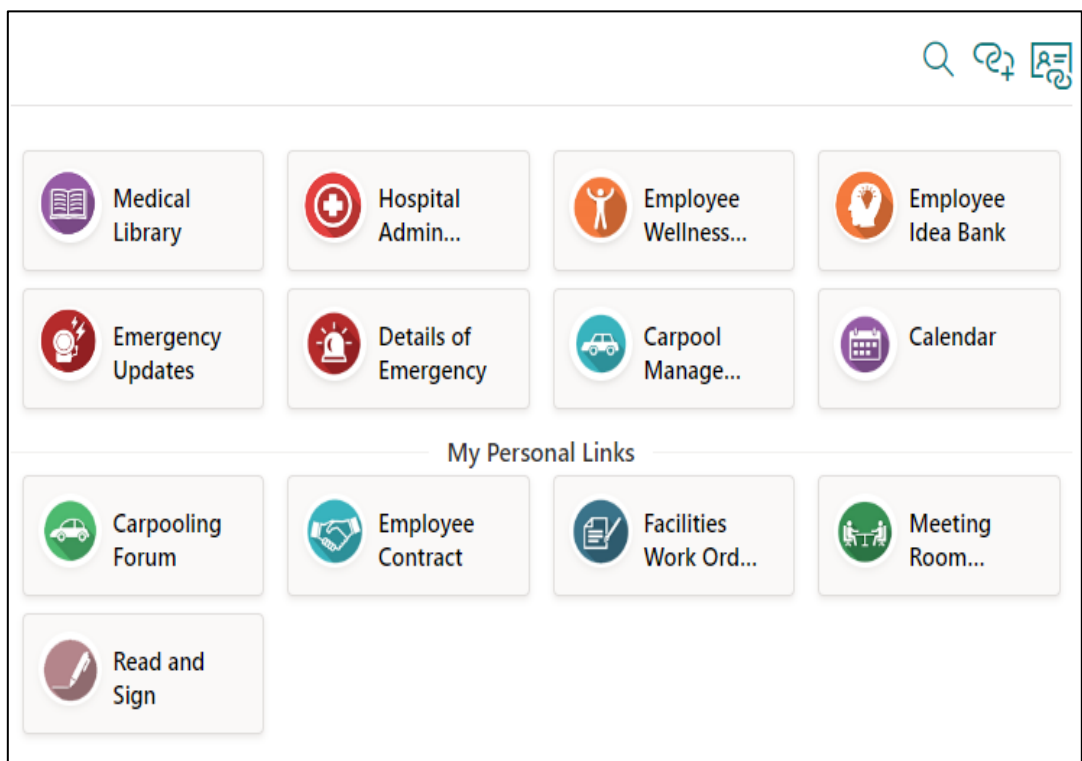 Medical
Library
Hospital
Admin...
Employee
Wellness...
Employee
Idea Bank
Emergency
Updates
Details of
Emergency
Carpool
Manage...
Calendar
My Personal Links
Carpooling
Forum
Employee
Contract
Facilities
Work Ord...
Meeting
Room...
Read and
Sign